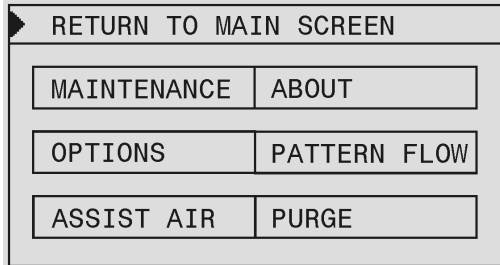 RETURN TO MAIN SCREEN
MAINTENANCE ABOUT
OPTIONS PATTERN FLOW
ASSIST AIR PURGE